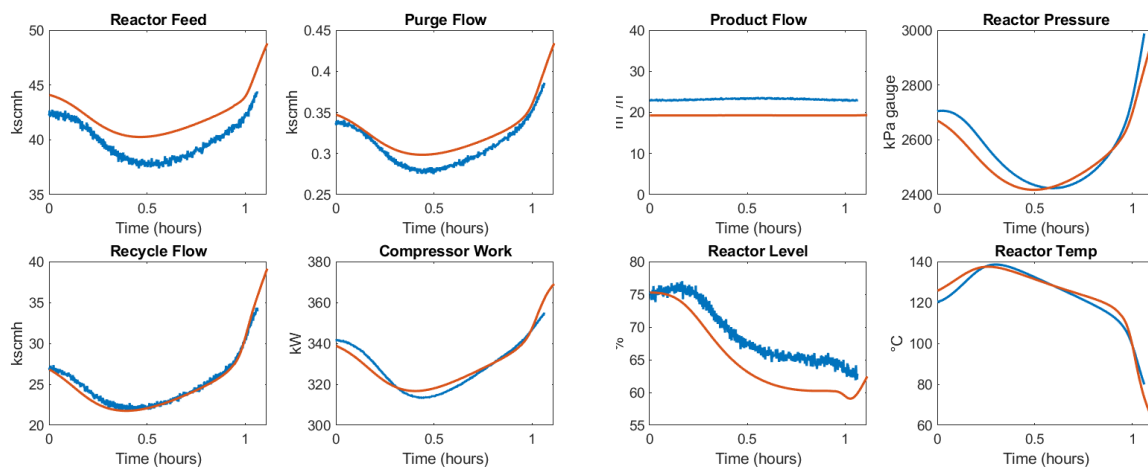 Reactor Feed
50
45
40
35
kscmh
0 0.5 1
Time (hours)
Purge Flow
0.45
0.4
0.35
0.3
0.25
kscmh
0 0.5 1
Time (hours)
Product Flow
40
30
20
10
0
0 0.5 1
Time (hours)
Reactor Pressure
3000
2800
2600
2400
kPa gauge
0 0.5 1
Time (hours)
Recycle Flow
40
35
30
25
20
kscmh
0 0.5 1
Time (hours)
Compressor Work
380
360
340
320
300
kW
0 0.5 1
Time (hours)
Reactor Level
80
75
70
65
60
55
%
0 0.5 1
Time (hours)
Reactor Temp
140
120
100
80
60
°C
0 0.5 1
Time (hours)